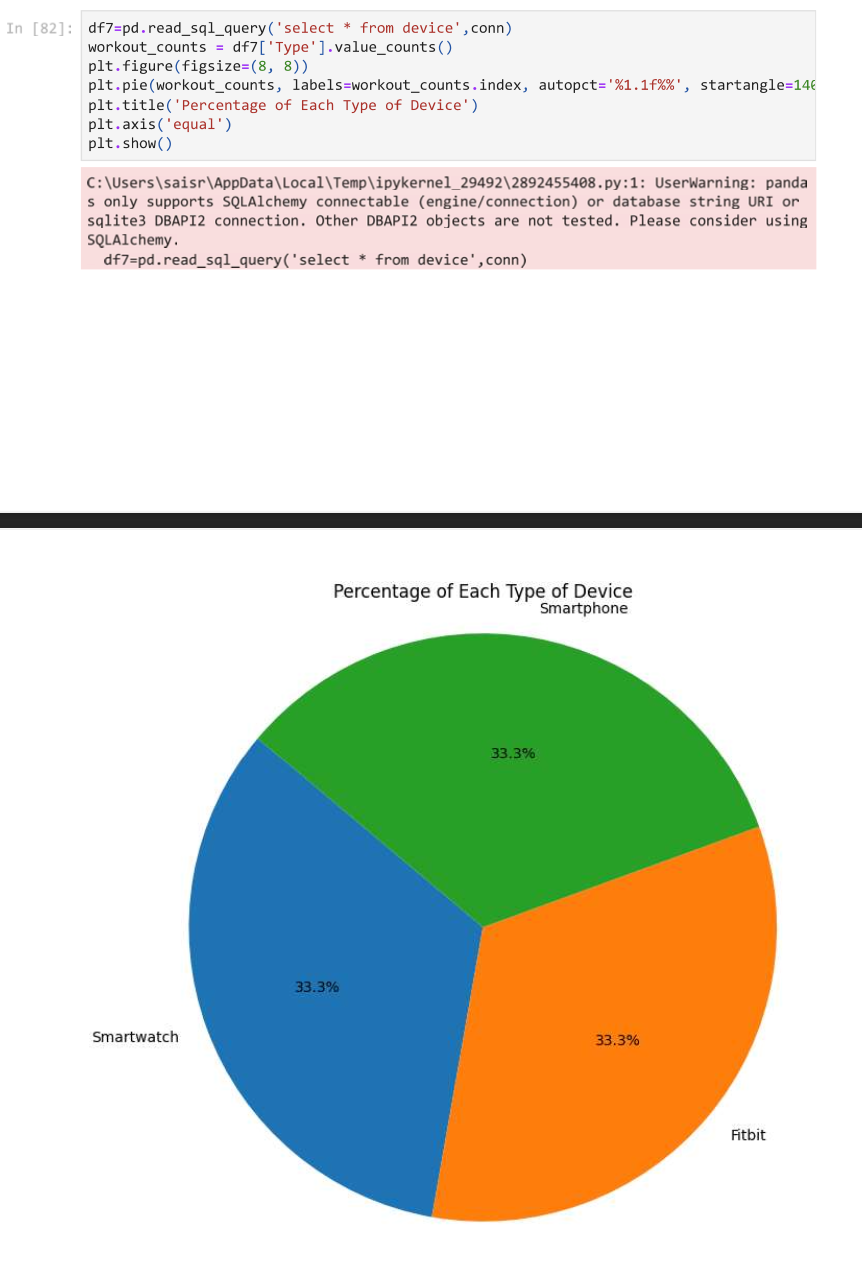 In [82]:
df7=pd.read_sql_query('select * from device',conn)
workout_counts = df7['Type'].value_counts()
plt.figure(figsize=(8, 8))
plt.pie(workout_counts, labels=workout_counts.index, autopct='%1.1f%%', startangle=140
plt.title('Percentage of Each Type of Device')
plt.axis('equal')
plt.show()
C:\Users\saisr\AppData\Local\Temp\ipykernel_29492\2892455408.py:1: UserWarning: panda
s only supports SQLAlchemy connectable (engine/connection) or database string URI or
sqlite3 DBAPI2 connection. Other DBAPI2 objects are not tested. Please consider using
SQLAlchemy.
  df7=pd.read_sql_query('select * from device',conn)
Percentage of Each Type of Device
Smartphone
33.3%
33.3%
Smartwatch
33.3%
Fitbit